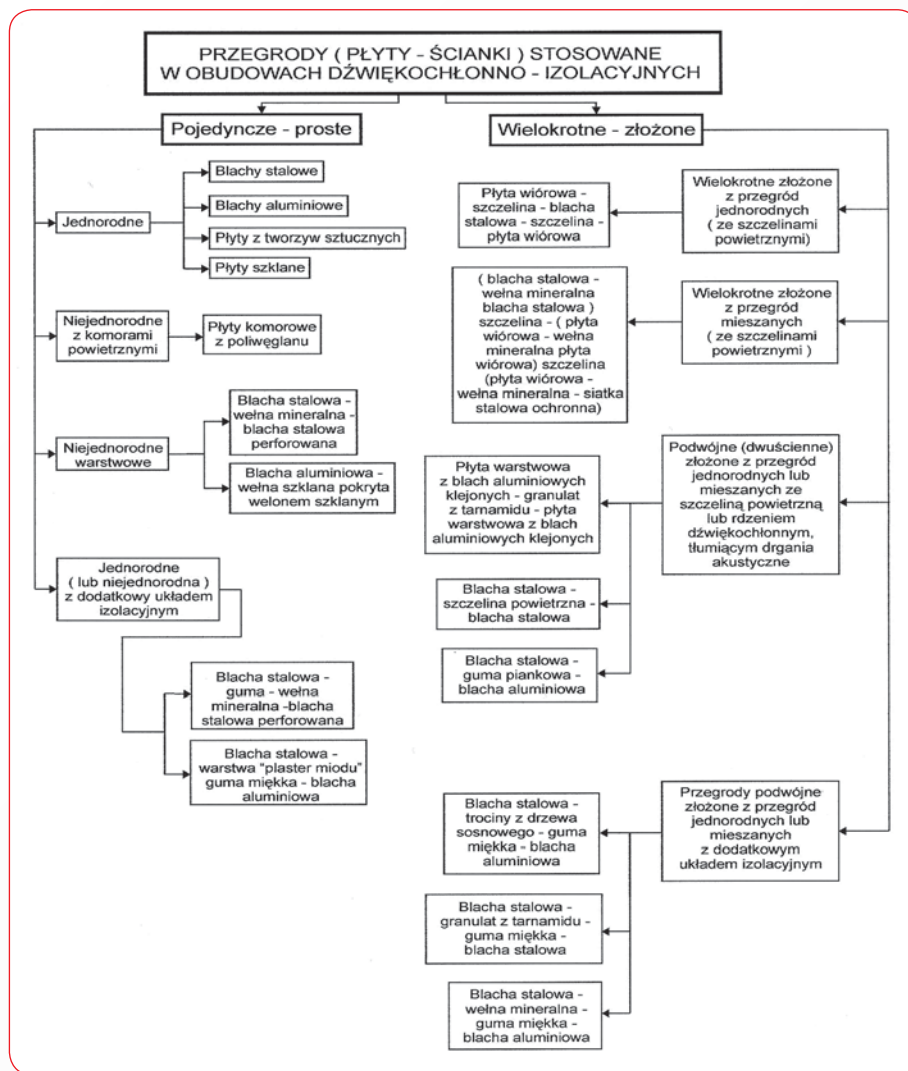 PRZEGRODY ( PŁYTY - ŚCIANKI ) STOSOWANE
W OBUDOWACH DŹWIĘKOCHŁONNO - IZOLACYJNYCH
Pojedyncze - proste
Jednorodne
Blachy stalowe
Blachy aluminiowe
Płyty z tworzyw sztucznych
Płyty szklane
Niejednorodne
z komorami
powietrznymi
Płyty komorowe
z poliwęglanu
Niejednorodne
warstwowe
Blacha stalowa -
wełna mineralna -
blacha stalowa
perforowana
Blacha aluminiowa -
wełna szklana pokryta
welonem szklanym
Jednorodne
( lub niejednorodna )
z dodatkowy układem
izolacyjnym
Blacha stalowa -
guma - wełna
mineralna -blacha
stalowa perforowana
Blacha stalowa -
warstwa "plaster miodu"
guma miękka - blacha
aluminiowa
Wielokrotne - złożone
Wielokrotne złożone
z przegród
jednorodnych
( ze szczelinami
powietrznymi)
Płyta wiórowa -
szczelina - blacha
stalowa - szczelina -
płyta wiórowa
Wielokrotne złożone
z przegród
mieszanych
( ze szczelinami
powietrznymi )
( blacha stalowa -
wełna mineralna
blacha stalowa )
szczelina - ( płyta
wiórowa - wełna
mineralna płyta
wiórowa) szczelina
(płyta wiórowa -
wełna mineralna - siatka
stalowa ochronna)
Podwójne (dwuścienne)
złożone z przegród
jednorodnych lub
mieszanych ze
szczeliną powietrzną
lub rdzeniem
dźwiękochłonnym,
tłumiącym drgania
akustyczne
Płyta warstwowa
z blach aluminiowych
klejonych - granulat
z tarnamidu - płyta
warstwowa z blach
aluminiowych klejonych
Blacha stalowa -
szczelina powietrzna -
blacha stalowa
Blacha stalowa -
guma piankowa -
blacha aluminiowa
Przegrody podwójne
złożone z przegród
jednorodnych lub
mieszanych
z dodatkowym
układem izolacyjnym
Blacha stalowa -
trociny z drzewa
sosnowego - guma
miękka - blacha
aluminiowa
Blacha stalowa -
granulat z tarnamidu -
guma miękka -
blacha stalowa
Blacha stalowa -
wełna mineralna -
guma miękka -
blacha aluminiowa